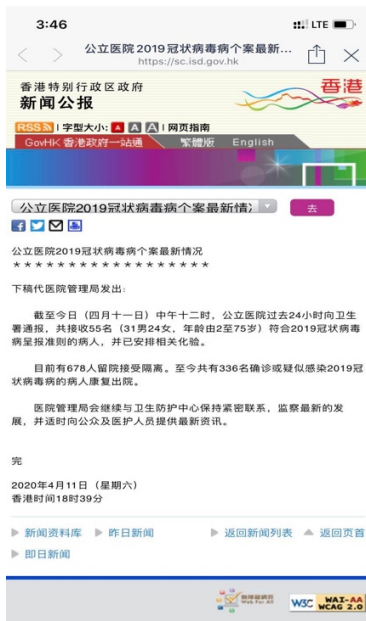 3:46
LTE
公立医院2019冠状病毒病个案最新...
https://sc.isd.gov.hk
香港特别行政区政府
新闻公报
香港
RSS | 字型大小: A A A | 网页指南
GovHK 香港政府一站通 繁體版 English
公立医院2019冠状病毒病个案最新情
去
公立医院2019冠状病毒病个案最新情况
******************
下稿代医院管理局发出:
截至今日（四月十一日）中午十二时，公立医院过去24小时向卫生
署通报，共接收55名（31男24女，年龄由2至75岁）符合2019冠状病毒
病呈报准则的病人，并已安排相关化验。
目前有678人留院接受隔离。至今共有336名确诊或疑似感染2019冠
状病毒病的病人康复出院。
医院管理局会继续与卫生防护中心保持紧密联系，监察最新的发
展，并适时向公众及医护人员提供最新资讯。
完
2020年4月11日（星期六）
香港时间18时39分
新闻资料库 昨日新闻 返回新闻列表 返回页首
即日新闻
Web For All
W3C WAI-AA
WCAG 2.0